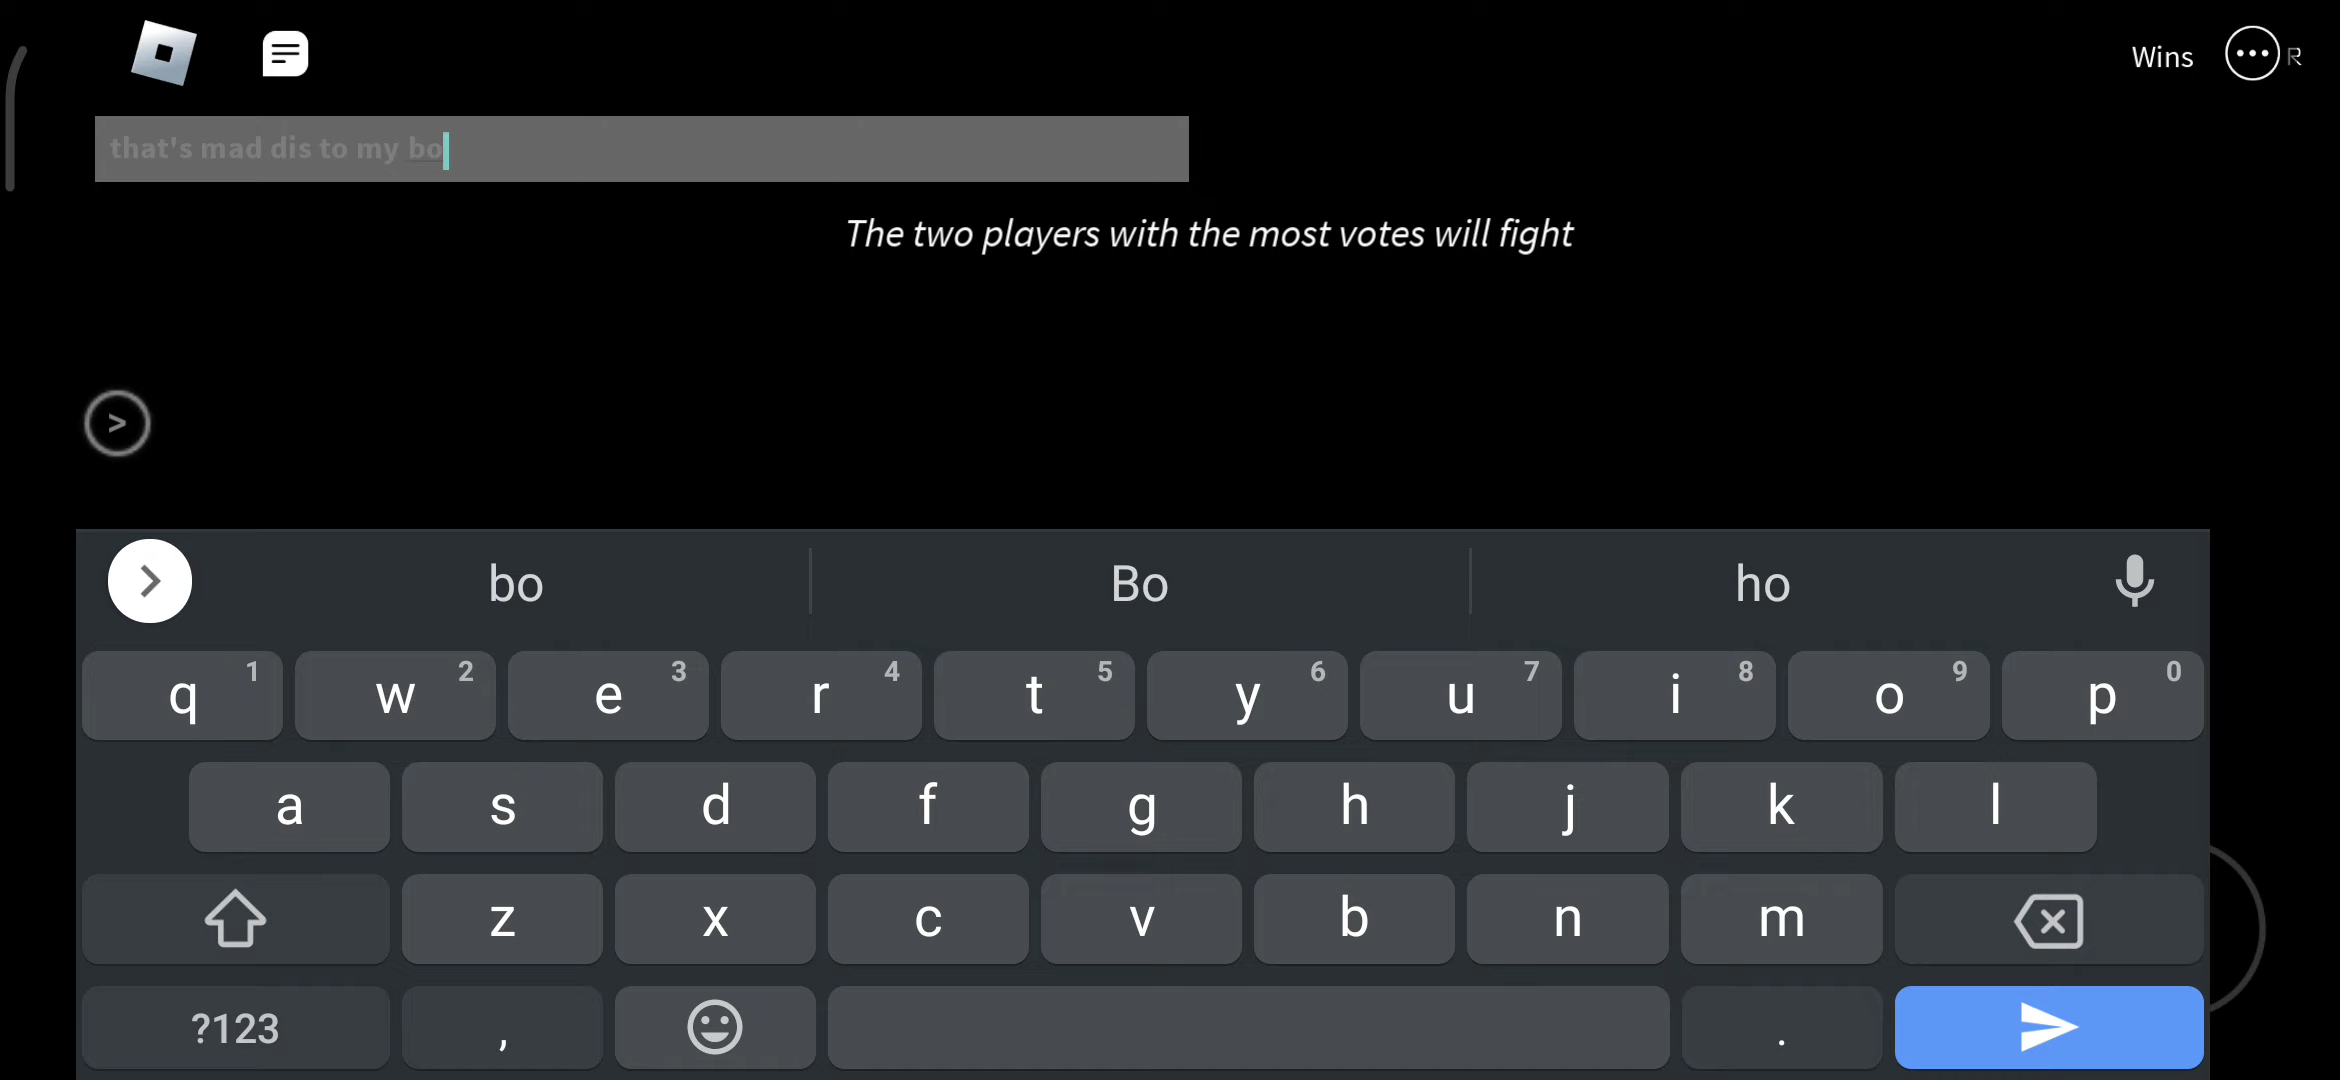 Wins
R
that's mad dis to my bo
The two players with the most votes will fight
>
bo Bo ho
q 1 w 2 e 3 r 4 t 5 y 6 u 7 i 8 o 9 p 0
a s d f g h j k l
z x c v b n m
?123 , .